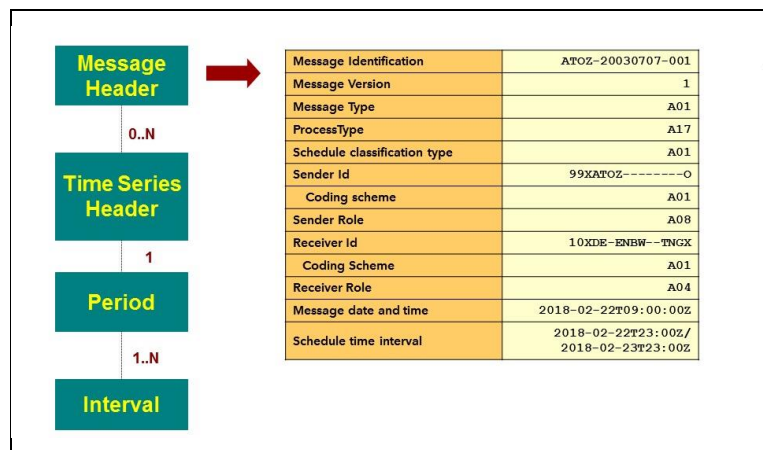 Message
Header
0..N
Time Series
Header
1
Period
1..N
Interval
Message Identification ATOZ-20030707-001
Message Version 1
Message Type A01
ProcessType A17
Schedule classification type A01
Sender Id 99XATOZ--------O
Coding scheme A01
Sender Role A08
Receiver Id 10XDE-ENBW--TNGX
Coding Scheme A01
Receiver Role A04
Message date and time 2018-02-22T09:00:00Z
Schedule time interval 2018-02-22T23:00Z/
2018-02-23T23:00Z